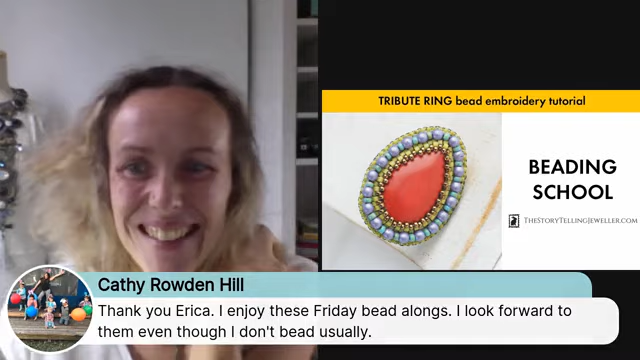 TRIBUTE RING bead embroidery tutorial
BEADING
SCHOOL
THESTORYTELLINGJEWELLER.COM
Cathy Rowden Hill
Thank you Erica. I enjoy these Friday bead alongs. I look forward to
them even though I don't bead usually.